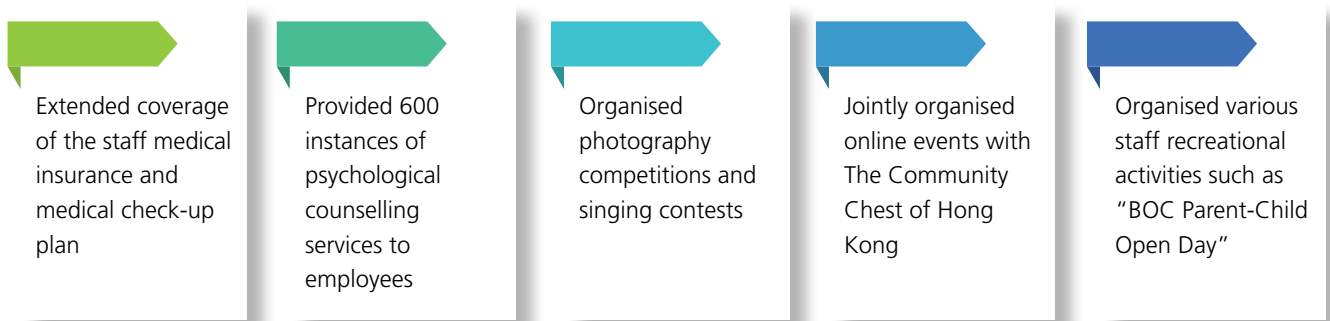 Extended coverage
of the staff medical
insurance and
medical check-up
plan
Provided 600
instances of
psychological
counselling
services to
employees
Organised
photography
competitions and
singing contests
Jointly organised
online events with
The Community
Chest of Hong
Kong
Organised various
staff recreational
activities such as
“BOC Parent-Child
Open Day”